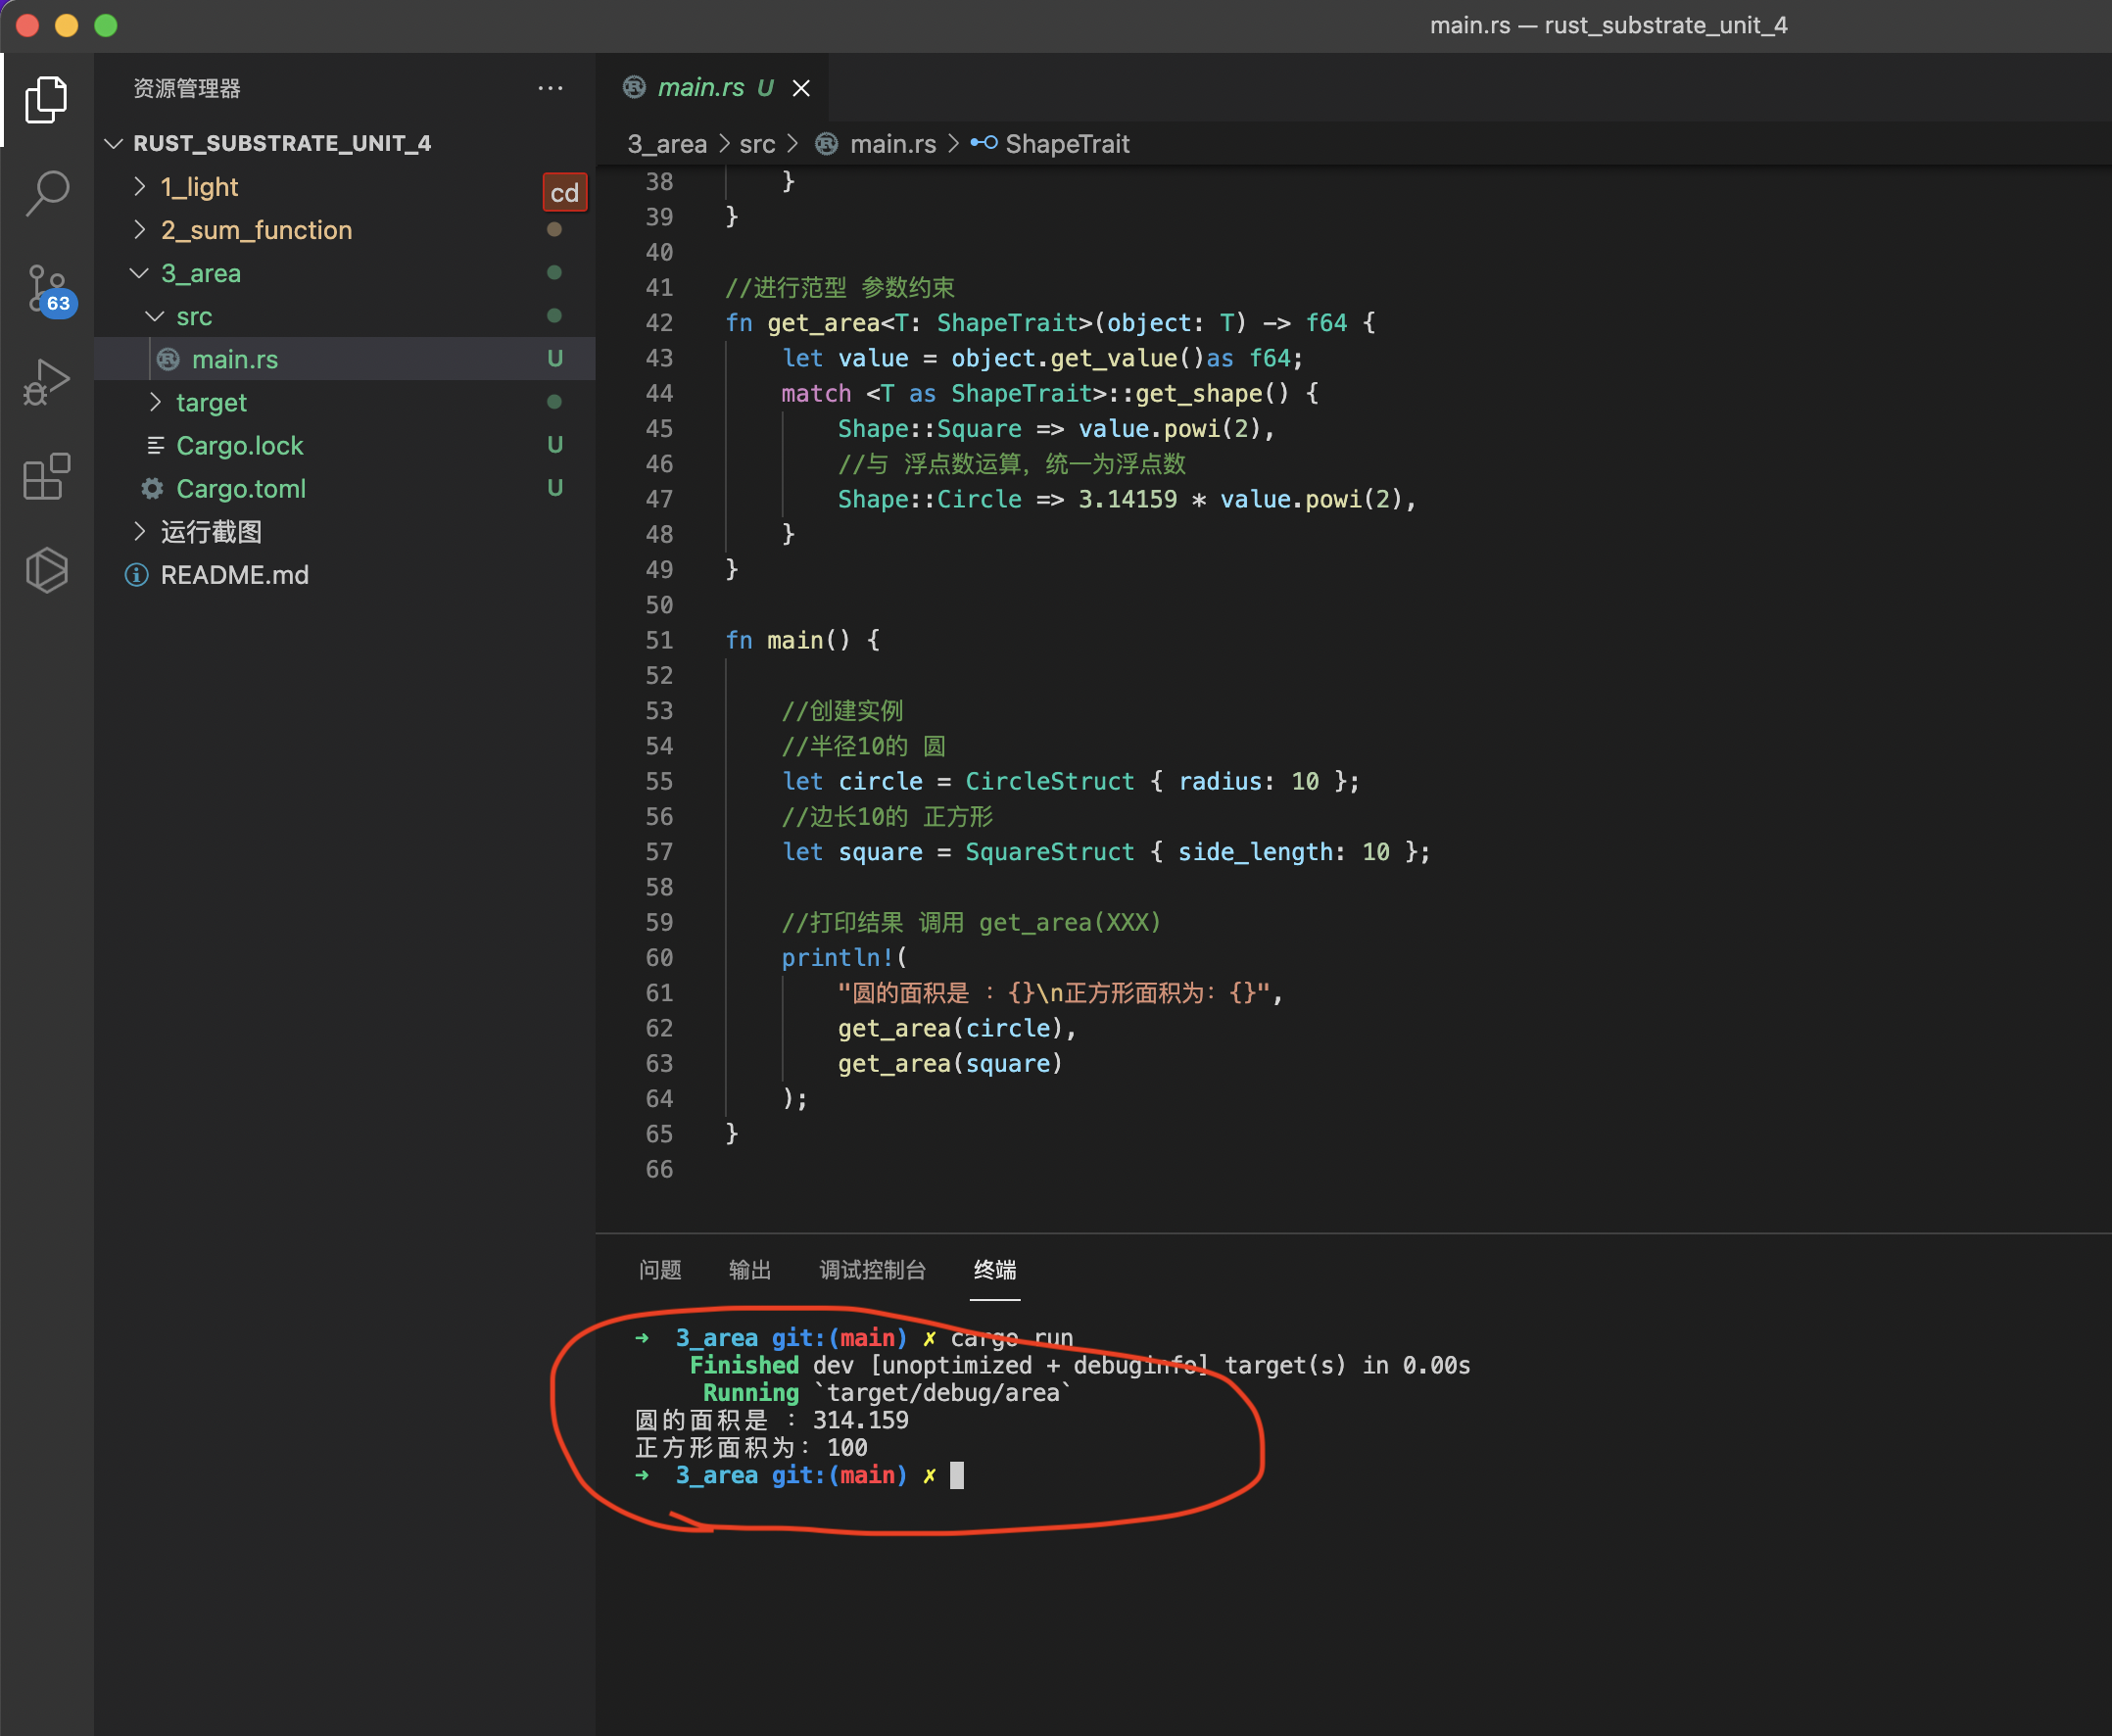 main.rs — rust_substrate_unit_4
资源管理器
RUST_SUBSTRATE_UNIT_4
1_light
cd
2_sum_function
3_area
src
main.rs U
target
Cargo.lock U
Cargo.toml U
运行截图
README.md
63
main.rs U
3_area > src > main.rs > ShapeTrait
38 }
39 }
40
41 //进行范型 参数约束
42 fn get_area<T: ShapeTrait>(object: T) -> f64 {
43 let value = object.get_value()as f64;
44 match <T as ShapeTrait>::get_shape() {
45 Shape::Square => value.powi(2),
46 //与 浮点数运算，统一为浮点数
47 Shape::Circle => 3.14159 * value.powi(2),
48 }
49 }
50
51 fn main() {
52
53 //创建实例
54 //半径10的 圆
55 let circle = CircleStruct { radius: 10 };
56 //边长10的 正方形
57 let square = SquareStruct { side_length: 10 };
58
59 //打印结果 调用 get_area(XXX)
60 println!(
61 "圆的面积是 : {}\n正方形面积为: {}",
62 get_area(circle),
63 get_area(square)
64 );
65 }
66
问题 输出 调试控制台 终端
➜ 3_area git:(main) ✗ cargo run
Finished dev [unoptimized + debuginfo] target(s) in 0.00s
Running `target/debug/area`
圆的面积是 : 314.159
正方形面积为: 100
➜ 3_area git:(main) ✗